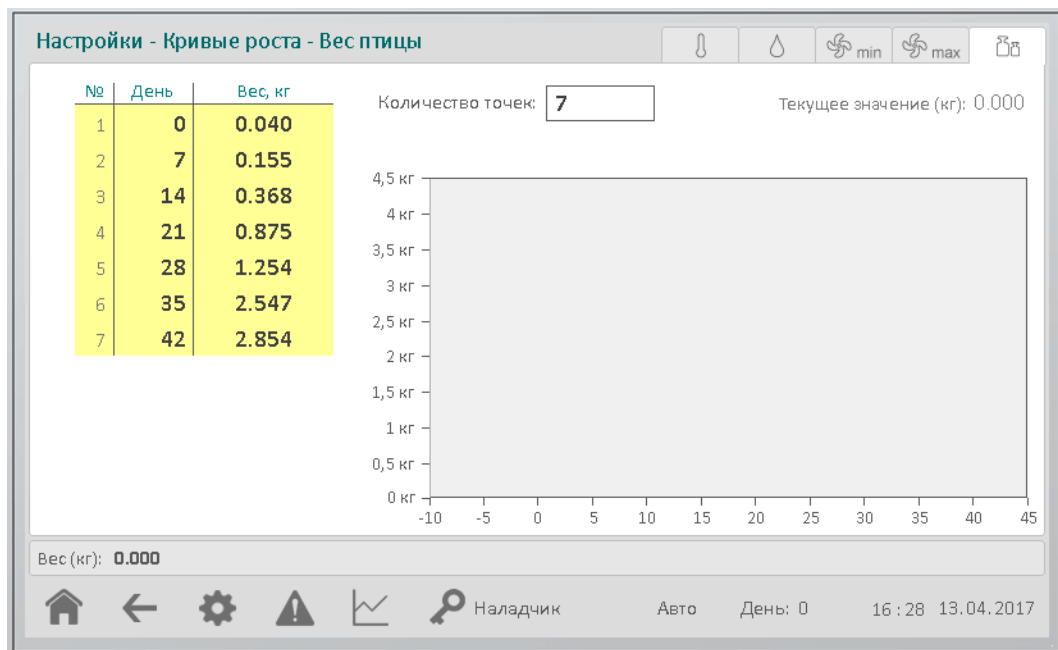 Настройки - Кривые роста - Вес птицы
min
max
№ День Вес, кг
1 0 0.040
2 7 0.155
3 14 0.368
4 21 0.875
5 28 1.254
6 35 2.547
7 42 2.854
Количество точек: 7
Текущее значение (кг): 0.000
4,5 кг
4 кг
3,5 кг
3 кг
2,5 кг
2 кг
1,5 кг
1 кг
0,5 кг
0 кг
-10 -5 0 5 10 15 20 25 30 35 40 45
Вес (кг): 0.000
Наладчик Авто День: 0 16:28 13.04.2017